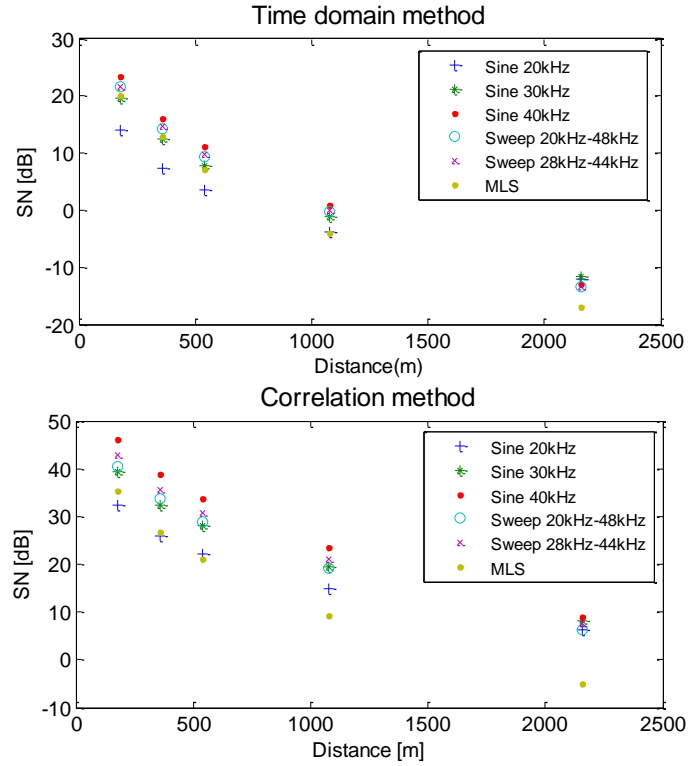 Time domain method
30
20
10
0
-10
-20
SN [dB]
Sine 20kHz
Sine 30kHz
Sine 40kHz
Sweep 20kHz-48kHz
Sweep 28kHz-44kHz
MLS
0 500 1000 1500 2000 2500
Distance(m)
Correlation method
50
40
30
20
10
0
-10
SN [dB]
Sine 20kHz
Sine 30kHz
Sine 40kHz
Sweep 20kHz-48kHz
Sweep 28kHz-44kHz
MLS
0 500 1000 1500 2000 2500
Distance [m]